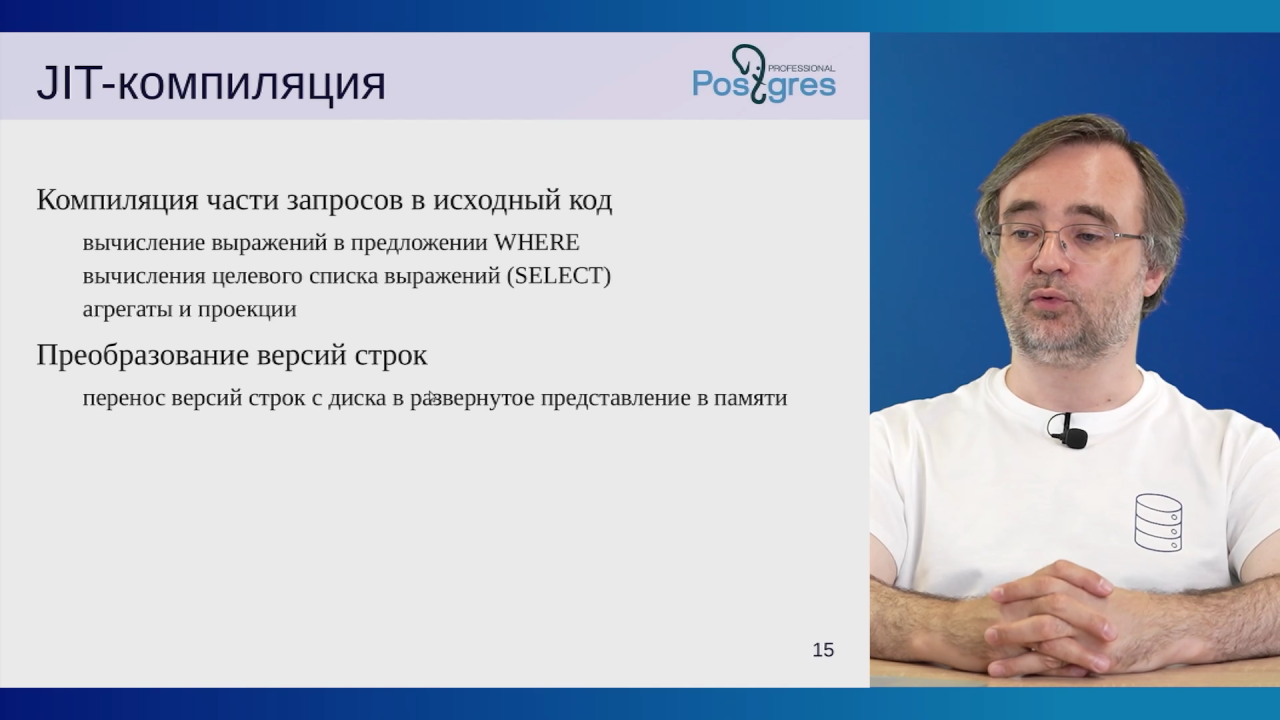 JIT-компиляция
PROFESSIONAL
Postgres
Компиляция части запросов в исходный код
вычисление выражений в предложении WHERE
вычисления целевого списка выражений (SELECT)
агрегаты и проекции
Преобразование версий строк
перенос версий строк с диска в развернутое представление в памяти
15